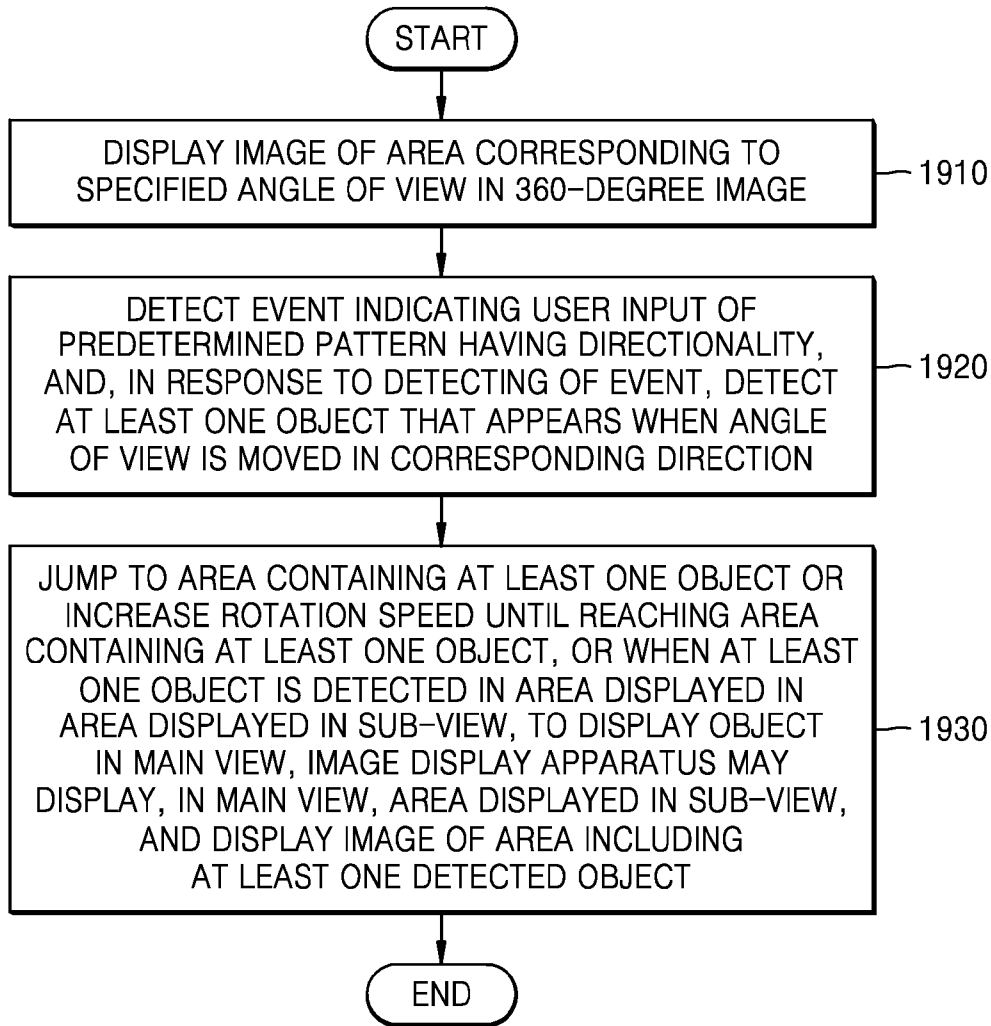 START
DISPLAY IMAGE OF AREA CORRESPONDING TO
SPECIFIED ANGLE OF VIEW IN 360-DEGREE IMAGE
1910
DETECT EVENT INDICATING USER INPUT OF
PREDETERMINED PATTERN HAVING DIRECTIONALITY,
AND, IN RESPONSE TO DETECTING OF EVENT, DETECT
AT LEAST ONE OBJECT THAT APPEARS WHEN ANGLE
OF VIEW IS MOVED IN CORRESPONDING DIRECTION
1920
JUMP TO AREA CONTAINING AT LEAST ONE OBJECT OR
INCREASE ROTATION SPEED UNTIL REACHING AREA
CONTAINING AT LEAST ONE OBJECT, OR WHEN AT LEAST
ONE OBJECT IS DETECTED IN AREA DISPLAYED IN
AREA DISPLAYED IN SUB-VIEW, TO DISPLAY OBJECT
IN MAIN VIEW, IMAGE DISPLAY APPARATUS MAY
DISPLAY, IN MAIN VIEW, AREA DISPLAYED IN SUB-VIEW,
AND DISPLAY IMAGE OF AREA INCLUDING
AT LEAST ONE DETECTED OBJECT
1930
END